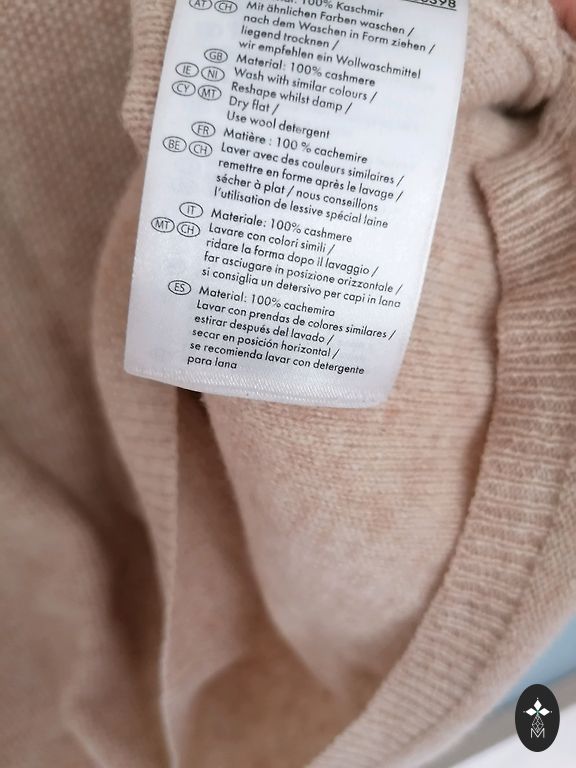 100% Kaschmir
AT CH Mit ähnlichen Farben waschen /
nach dem Waschen in Form ziehen /
liegend trocknen /
wir empfehlen ein Wollwaschmittel
GB Material: 100% cashmere
IE NI Wash with similar colours /
CY MT Reshape whilst damp /
Dry flat /
Use wool detergent
FR Matière : 100 % cachemire
BE CH Laver avec des couleurs similaires /
remettre en forme après le lavage /
sécher à plat / nous conseillons
l'utilisation de lessive spécial laine
IT Materiale: 100% cashmere
MT CH Lavare con colori simili /
ridare la forma dopo il lavaggio /
far asciugare in posizione orizzontale /
si consiglia un detersivo per capi in lana
ES Material: 100% cachemira
Lavar con prendas de colores similares /
estirar después del lavado /
secar en posición horizontal /
se recomienda lavar con detergente
para lana
M